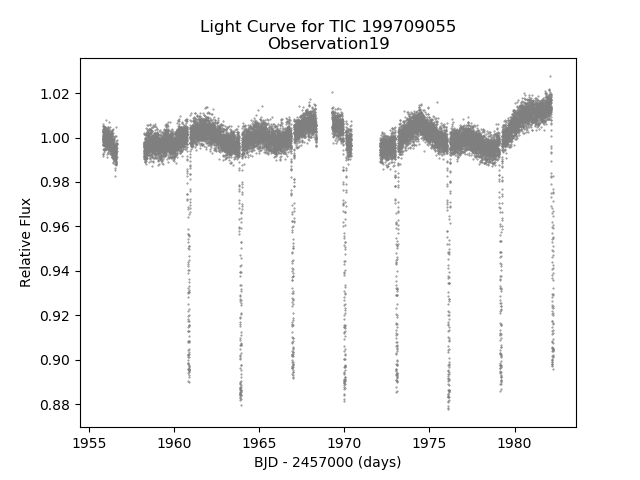 Light Curve for TIC 199709055
Observation19
Relative Flux
1.02
1.00
0.98
0.96
0.94
0.92
0.90
0.88
1955 1960 1965 1970 1975 1980
BJD - 2457000 (days)